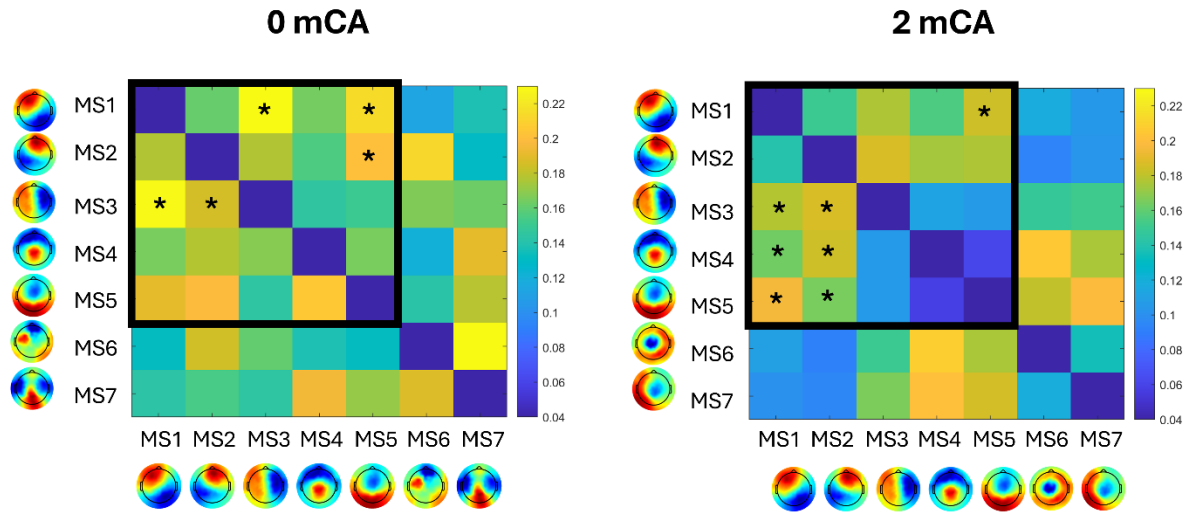 0 mCA
2 mCA
MS1 * *
MS2 *
MS3 * *
MS4
MS5
MS6
MS7
0.22
0.2
0.18
0.16
0.14
0.12
0.1
0.08
0.06
0.04
MS1 MS2 MS3 MS4 MS5 MS6 MS7
MS1 *
MS2
MS3 * *
MS4 * *
MS5 * *
MS6
MS7
0.22
0.2
0.18
0.16
0.14
0.12
0.1
0.08
0.06
0.04
MS1 MS2 MS3 MS4 MS5 MS6 MS7